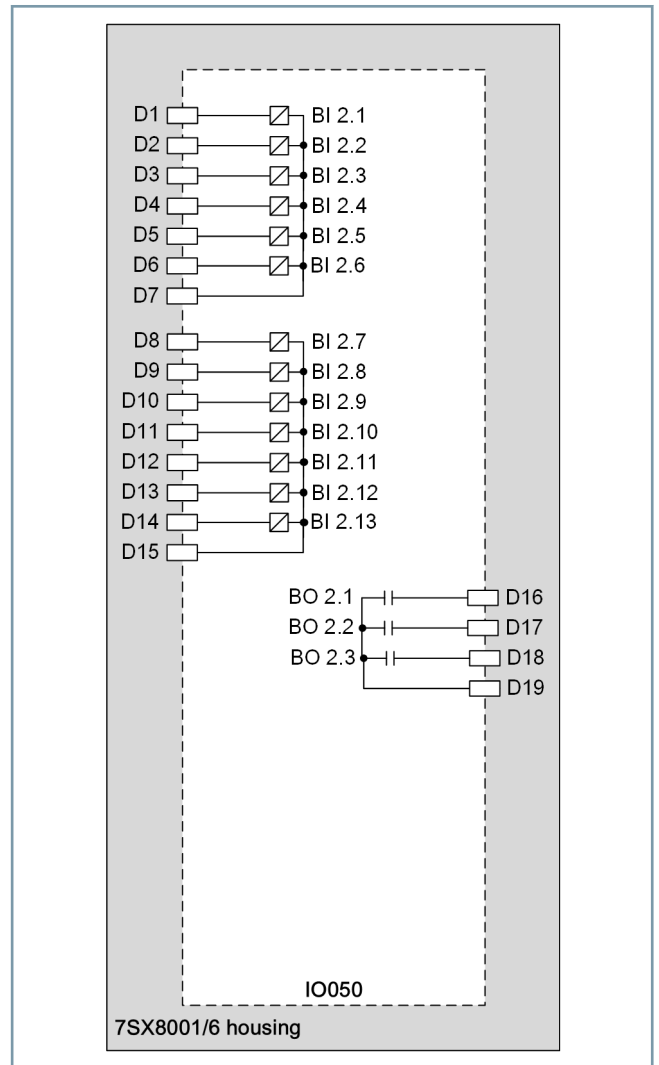 D1 BI 2.1
D2 BI 2.2
D3 BI 2.3
D4 BI 2.4
D5 BI 2.5
D6 BI 2.6
D7
D8 BI 2.7
D9 BI 2.8
D10 BI 2.9
D11 BI 2.10
D12 BI 2.11
D13 BI 2.12
D14 BI 2.13
D15
BO 2.1 D16
BO 2.2 D17
BO 2.3 D18
D19
IO050
7SX8001/6 housing